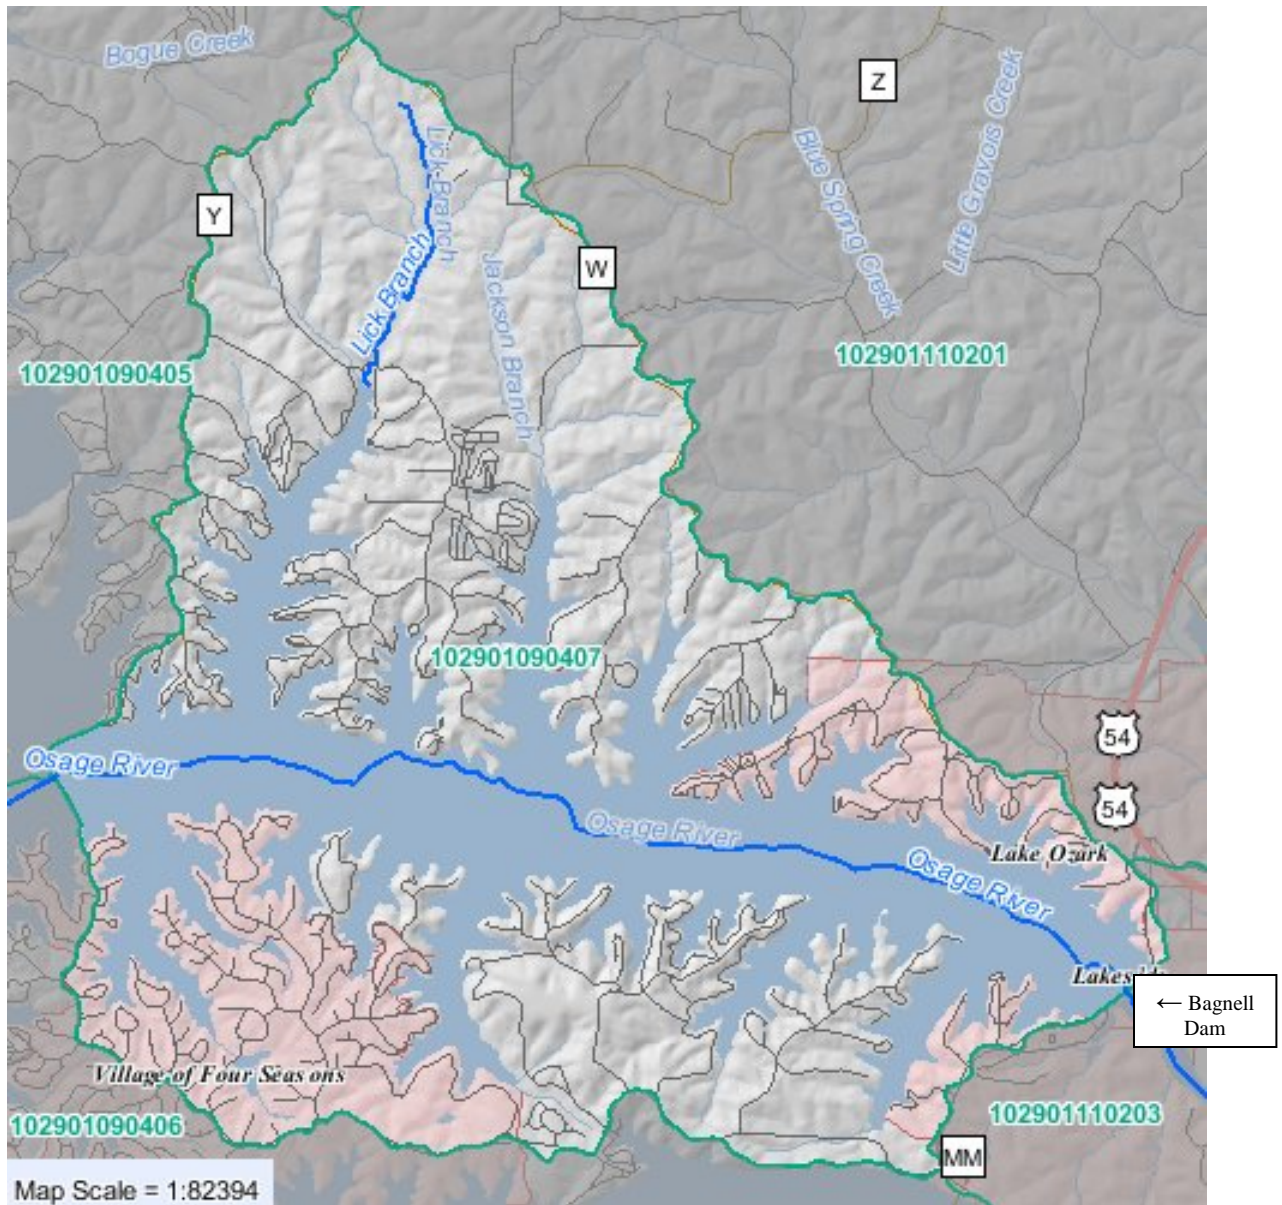 Bogue Creek
Z
Blue Spring Creek
Little Gravois Creek
Lick Branch
Y
Lick Branch
W
Jackson Branch
102901090405
102901110201
102901090407
54
Osage River
54
Osage River
Lake Ozark
Osage River
Lakeside
← Bagnell
Dam
Village of Four Seasons
102901090406
102901110203
MM
Map Scale = 1:82394